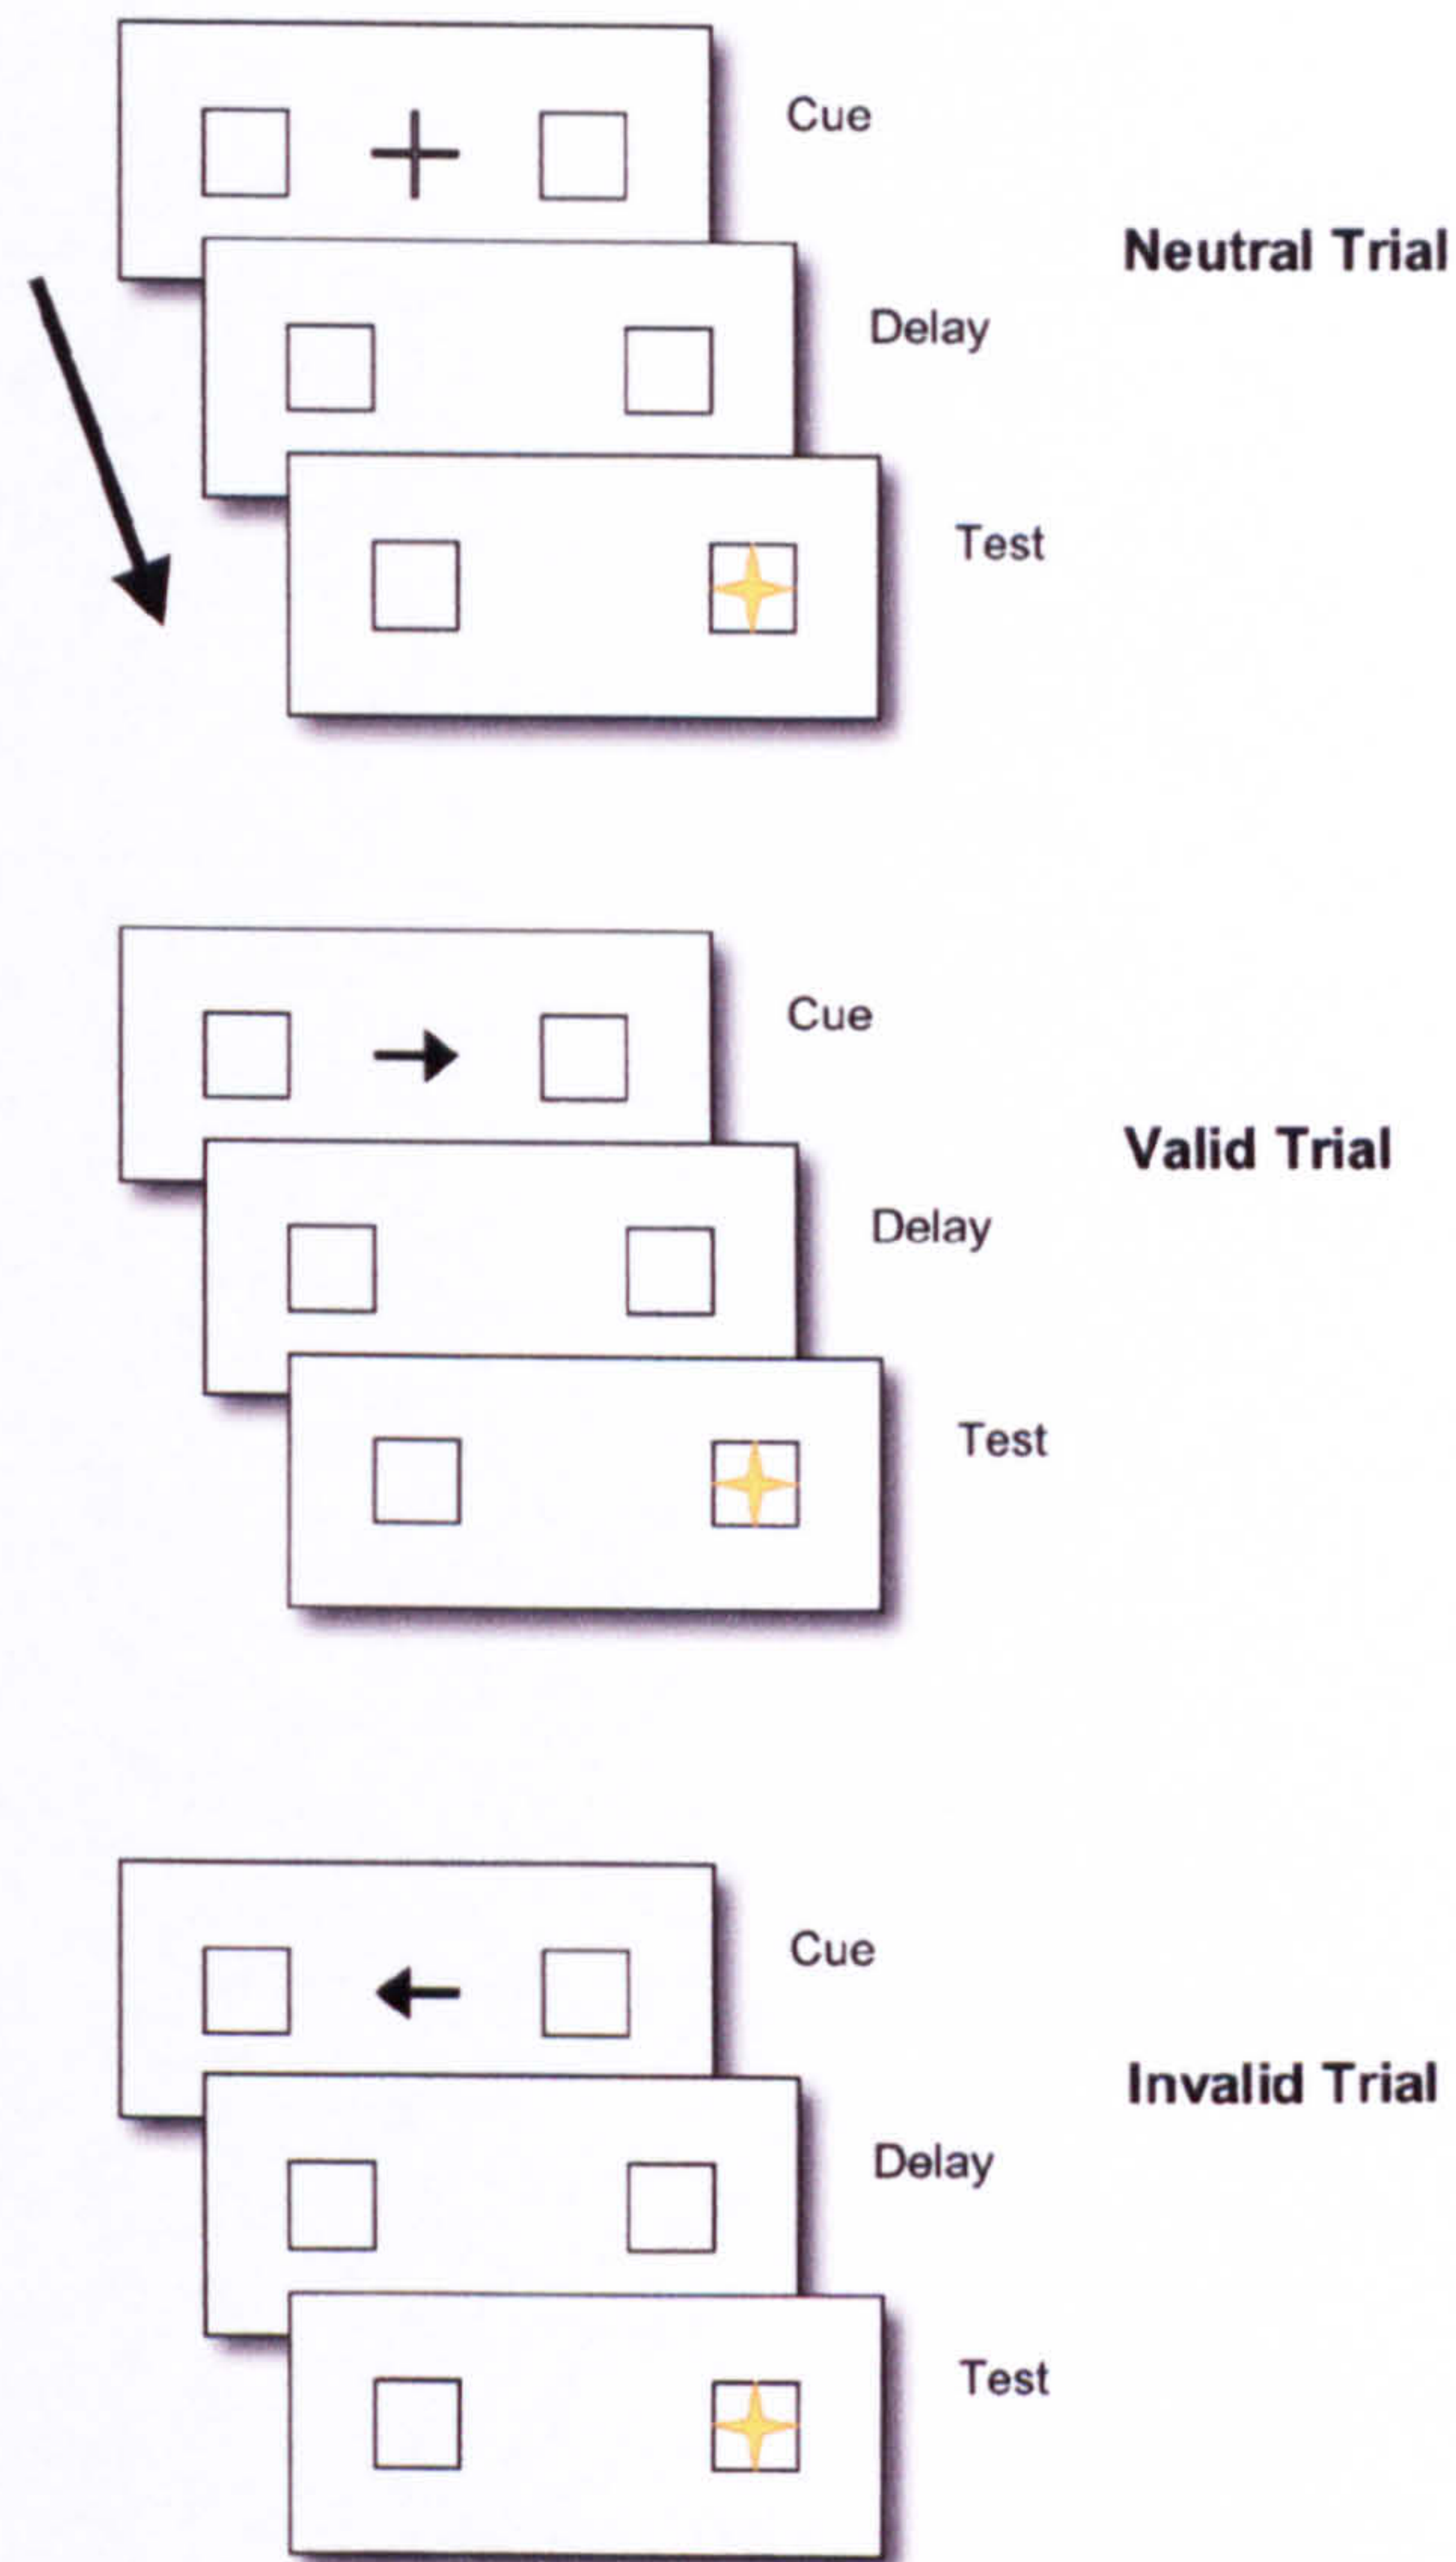 Cue
Neutral Trial
Delay
Test
Cue
Valid Trial
Delay
Test
Cue
Invalid Trial
Delay
Test